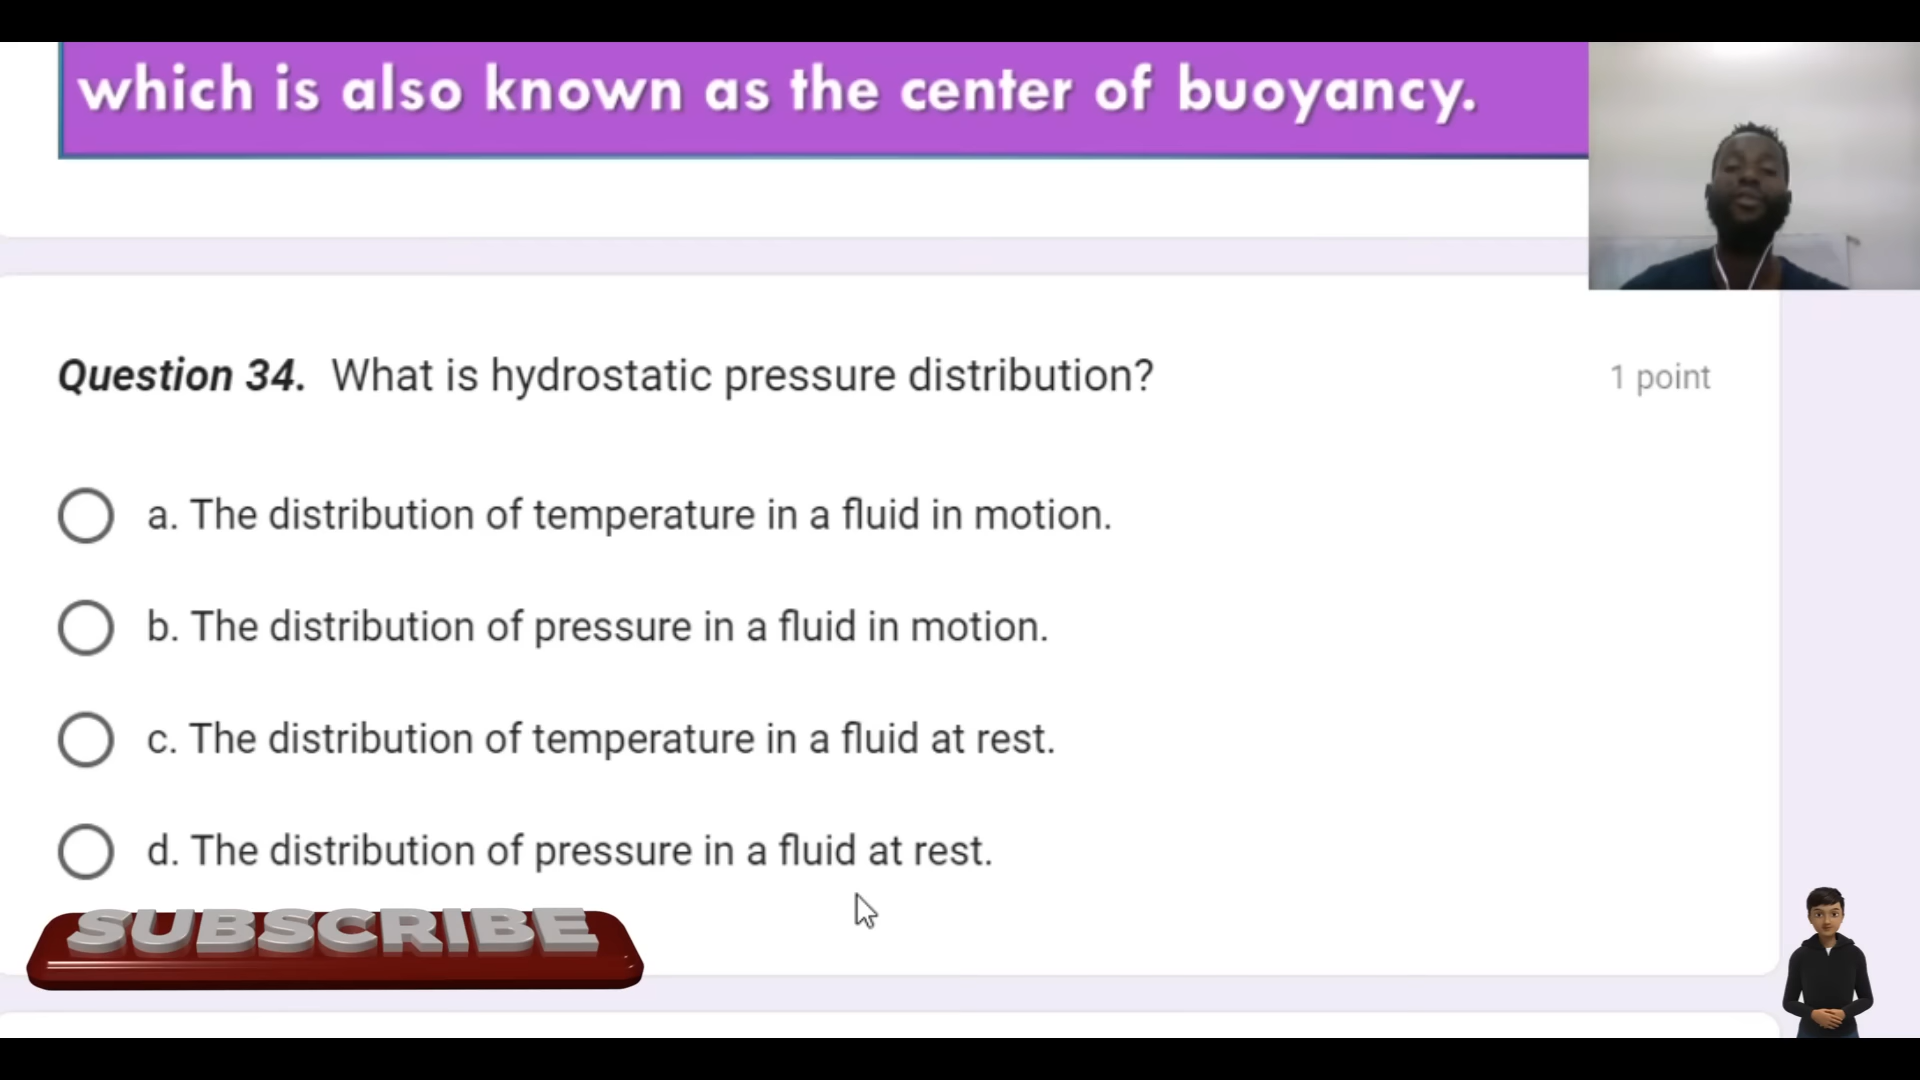 which is also known as the center of buoyancy.
Question 34. What is hydrostatic pressure distribution?
1 point
a. The distribution of temperature in a fluid in motion.
b. The distribution of pressure in a fluid in motion.
c. The distribution of temperature in a fluid at rest.
d. The distribution of pressure in a fluid at rest.
SUBSCRIBE